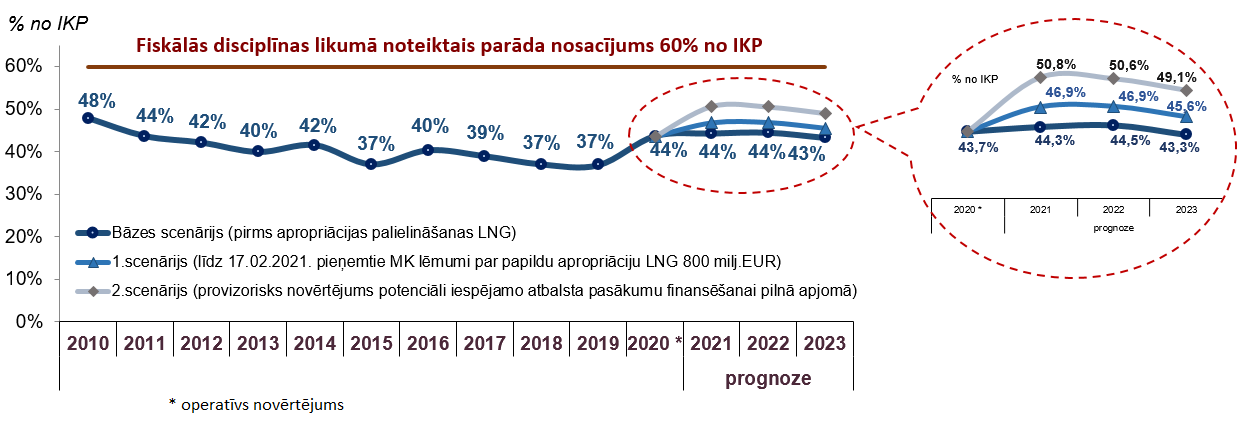 % no IKP
Fiskālās disciplīnas likumā noteiktais parāda nosacījums 60% no IKP
60%
50%
40%
30%
20%
10%
0%
48%
44%
42%
40%
42%
37%
40%
39%
37%
37%
44%
44%
44%
43%
Bāzes scenārijs (pirms apropriācijas palielināšanas LNG)
1.scenārijs (līdz 17.02.2021. pieņemtie MK lēmumi par papildu apropriāciju LNG 800 milj.EUR)
2.scenārijs (provizorisks novērtējums potenciāli iespējamo atbalsta pasākumu finansēšanai pilnā apjomā)
2010 2011 2012 2013 2014 2015 2016 2017 2018 2019 2020 * 2021 2022 2023
prognoze
* operatīvs novērtējums
% no IKP
50,8% 50,6% 49,1%
46,9% 46,9% 45,6%
43,7% 44,3% 44,5% 43,3%
2020 * 2021 2022 2023
prognoze